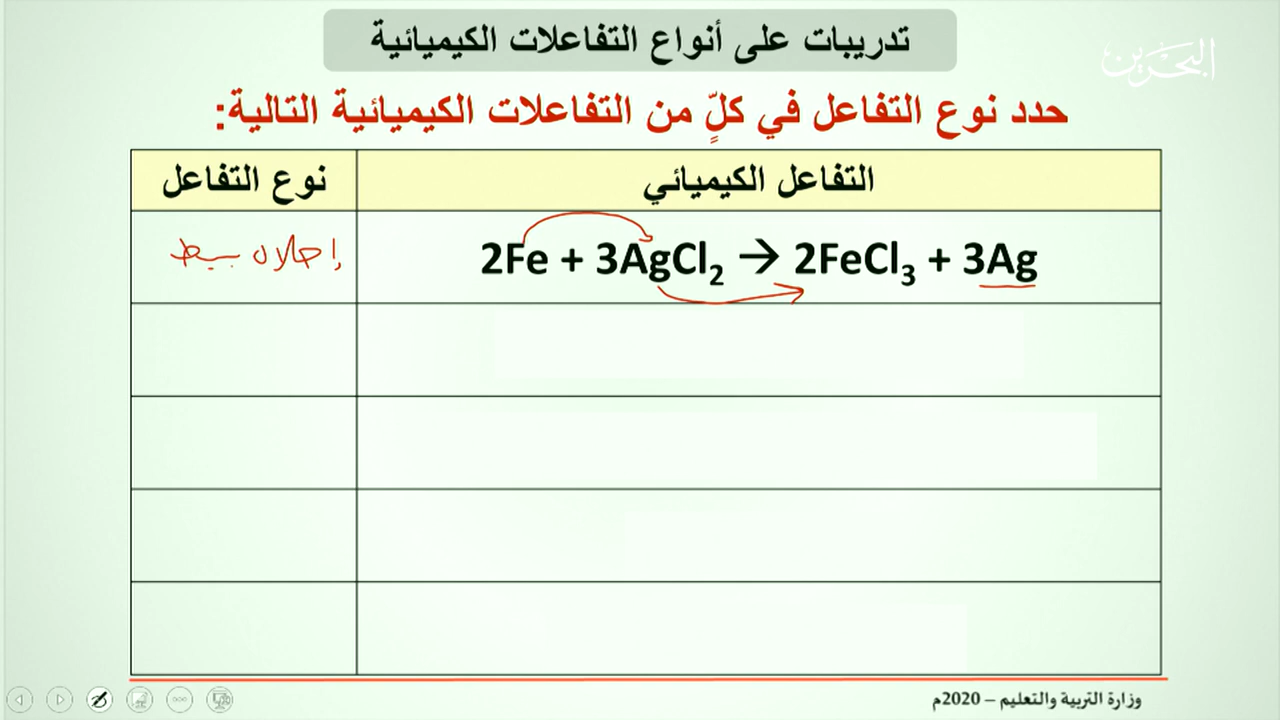 تدريبات على أنواع التفاعلات الكيميائية
البحرين
حدد نوع التفاعل في كلٍّ من التفاعلات الكيميائية التالية:
التفاعل الكيميائي
نوع التفاعل
2Fe + 3AgCl₂ → 2FeCl₃ + 3Ag
إحلال بسيط
وزارة التربية والتعليم – 2020م